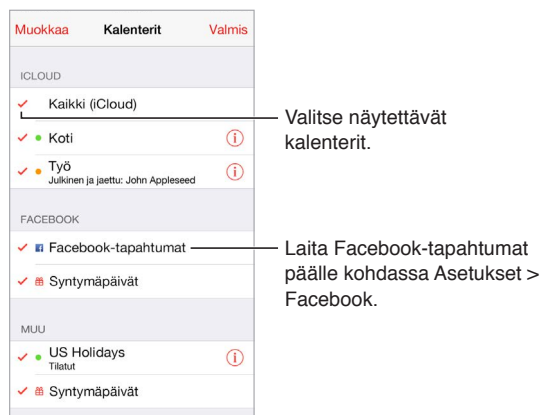 Muokkaa Kalenterit Valmis
ICLOUD
Kaikki (iCloud)
Koti
Työ
Julkinen ja jaettu: John Appleseed
FACEBOOK
Facebook-tapahtumat
Syntymäpäivät
MUU
US Holidays
Tilatut
Syntymäpäivät
Valitse näytettävät
kalenterit.
Laita Facebook-tapahtumat
päälle kohdassa Asetukset >
Facebook.